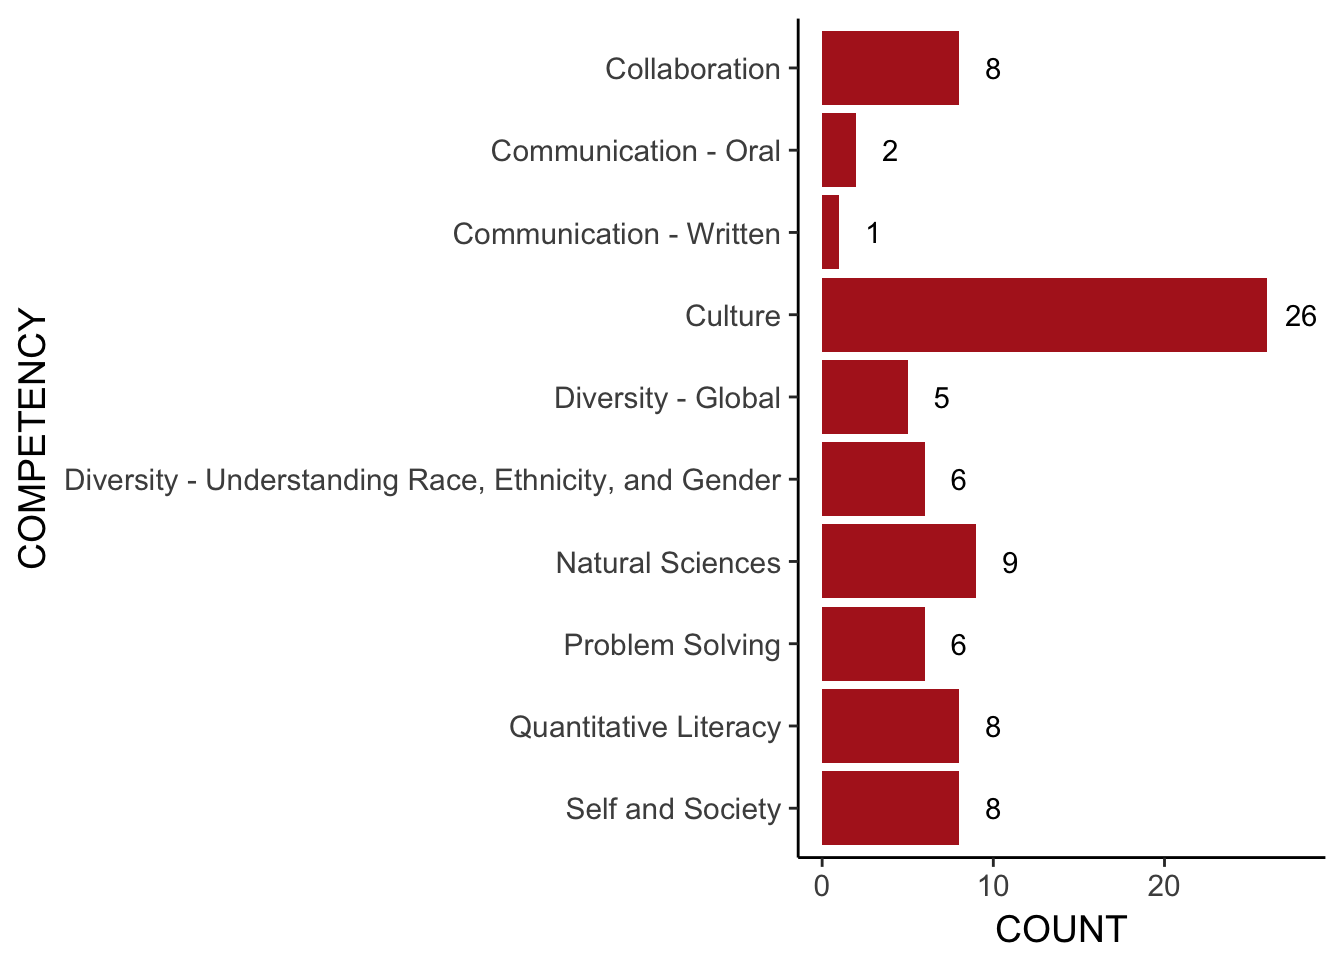 COMPETENCY
Collaboration 8
Communication - Oral 2
Communication - Written 1
Culture 26
Diversity - Global 5
Diversity - Understanding Race, Ethnicity, and Gender 6
Natural Sciences 9
Problem Solving 6
Quantitative Literacy 8
Self and Society 8
0 10 20
COUNT